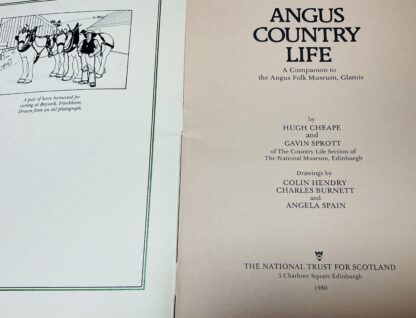 A pair of horse harnessed for
carting at Boysack, Friockheim.
Drawn from an old photograph
ANGUS
COUNTRY
LIFE
A Companion to
the Angus Folk Museum, Glamis
by
HUGH CHEAPE
and
GAVIN SPROTT
of The Country Life Section of
The National Museum, Edinburgh
Drawings by
COLIN HENDRY
CHARLES BURNETT
and
ANGELA SPAIN
THE NATIONAL TRUST FOR SCOTLAND
5 Charlotte Square Edinburgh
1980